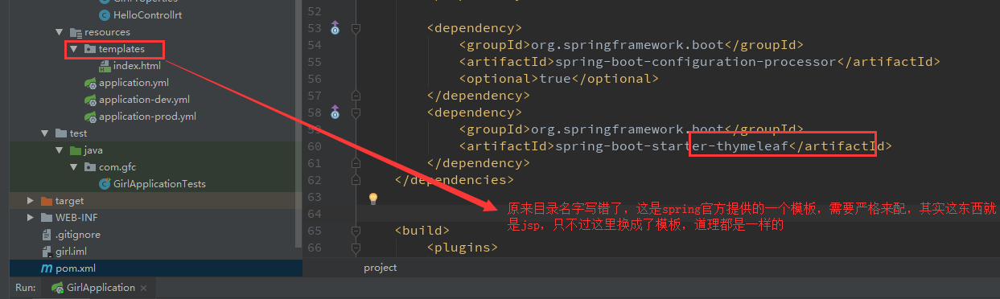 GirlProperties
HelloControllrt
resources
templates
index.html
application.yml
application-dev.yml
application-prod.yml
test
java
com.gfc
GirlApplicationTests
target
WEB-INF
.gitignore
girl.iml
pom.xml
52
53 <dependency>
54 <groupId>org.springframework.boot</groupId>
55 <artifactId>spring-boot-configuration-processor</artifactId>
56 <optional>true</optional>
57 </dependency>
58 <dependency>
59 <groupId>org.springframework.boot</groupId>
60 <artifactId>spring-boot-starter-thymeleaf</artifactId>
61 </dependency>
62 </dependencies>
63
64
65 <build>
66 <plugins>
原来目录名字写错了，这是spring官方提供的一个模板，需要严格来配，其实这东西就
是jsp，只不过这里换成了模板，道理都是一样的
project
Run: GirlApplication